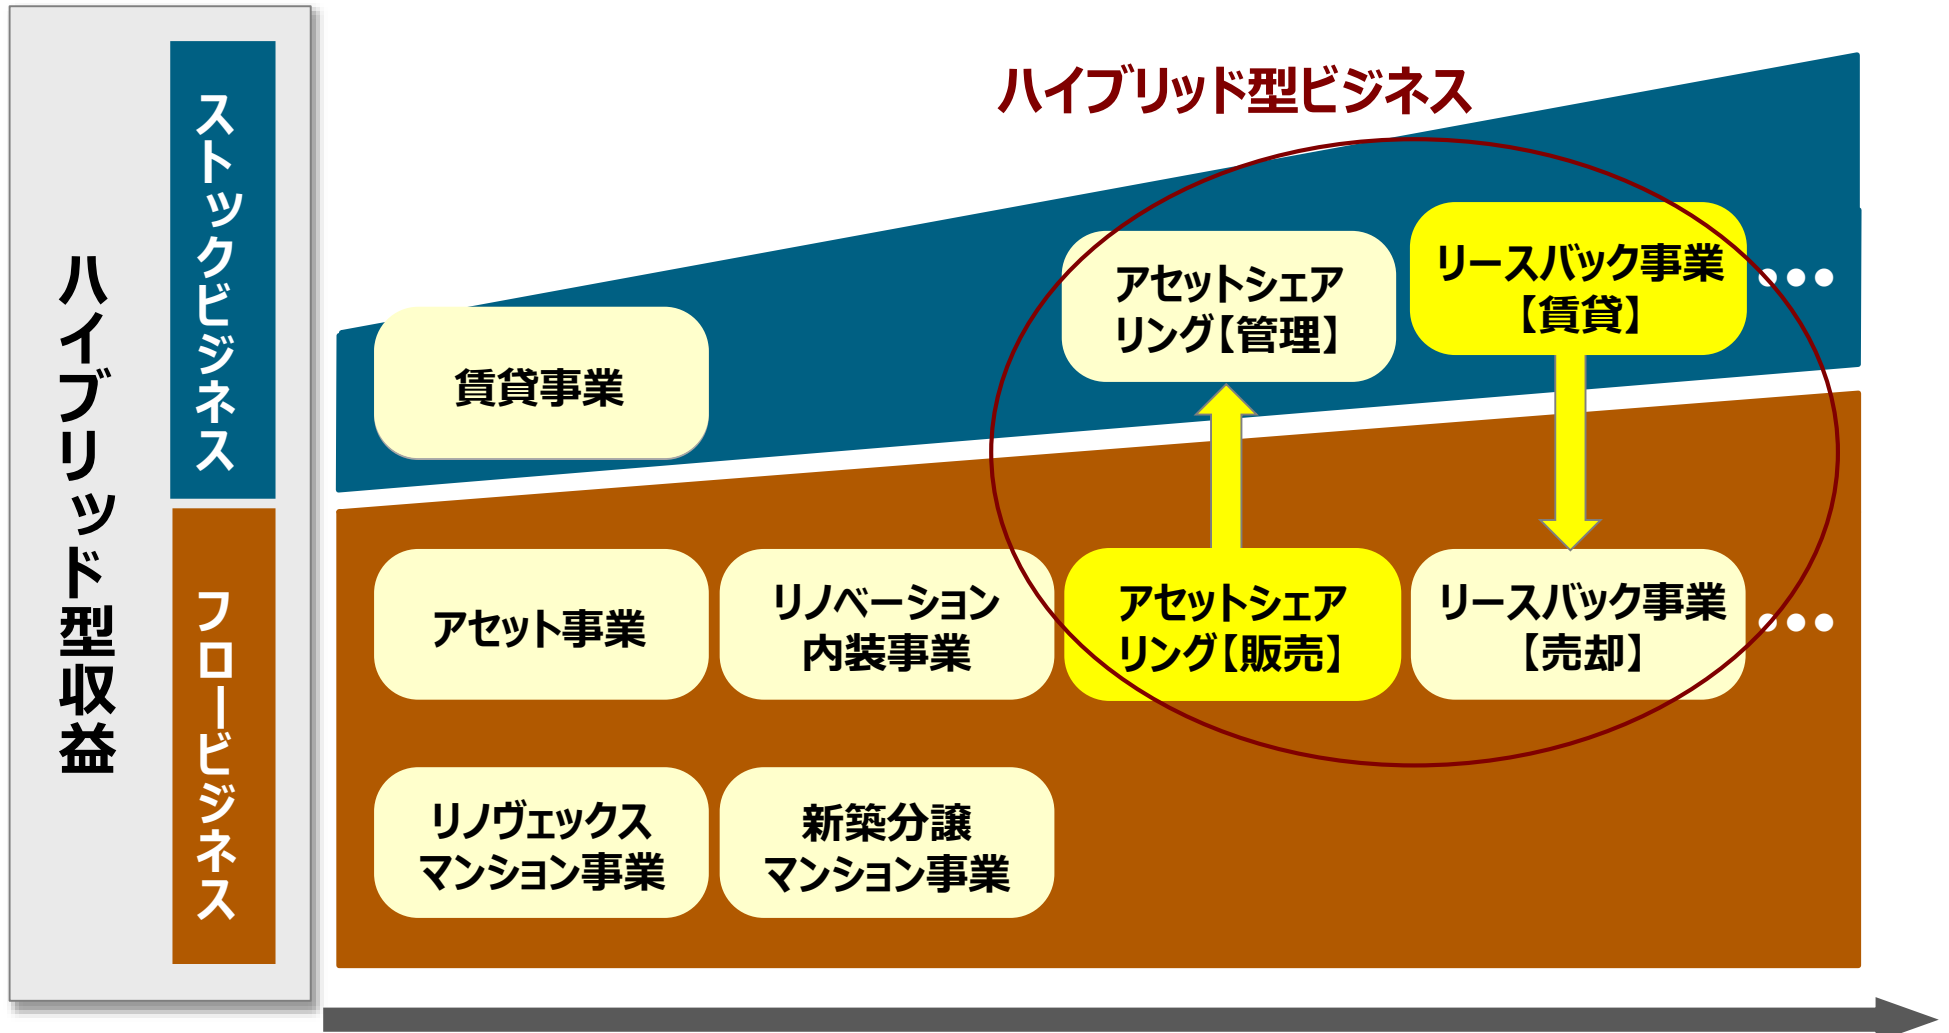 ハイブリッド型収益
ストックビジネス
フロービジネス
ハイブリッド型ビジネス
賃貸事業
アセットシェア
リング【管理】
リースバック事業
【賃貸】
•••
アセット事業
リノベーション
内装事業
アセットシェア
リング【販売】
リースバック事業
【売却】
•••
リノヴェックス
マンション事業
新築分譲
マンション事業